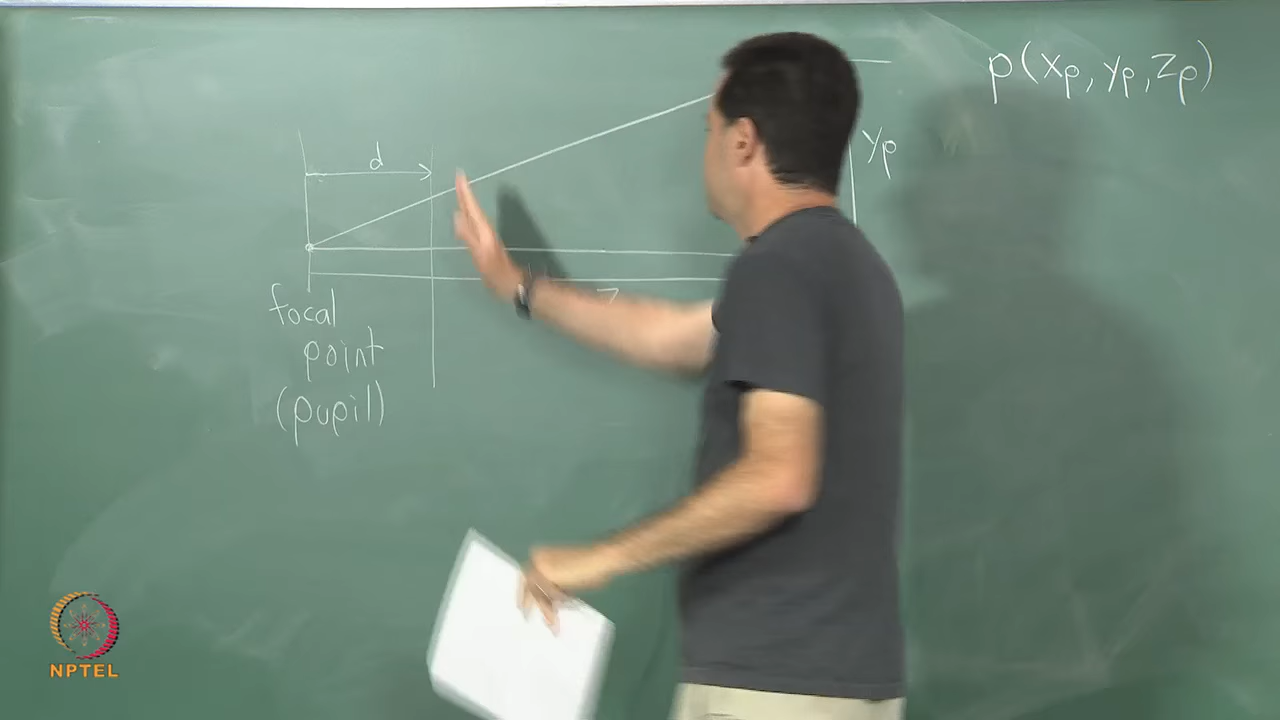 p(xp, yp, zp)
yp
d
focal
point
(pupil)
NPTEL